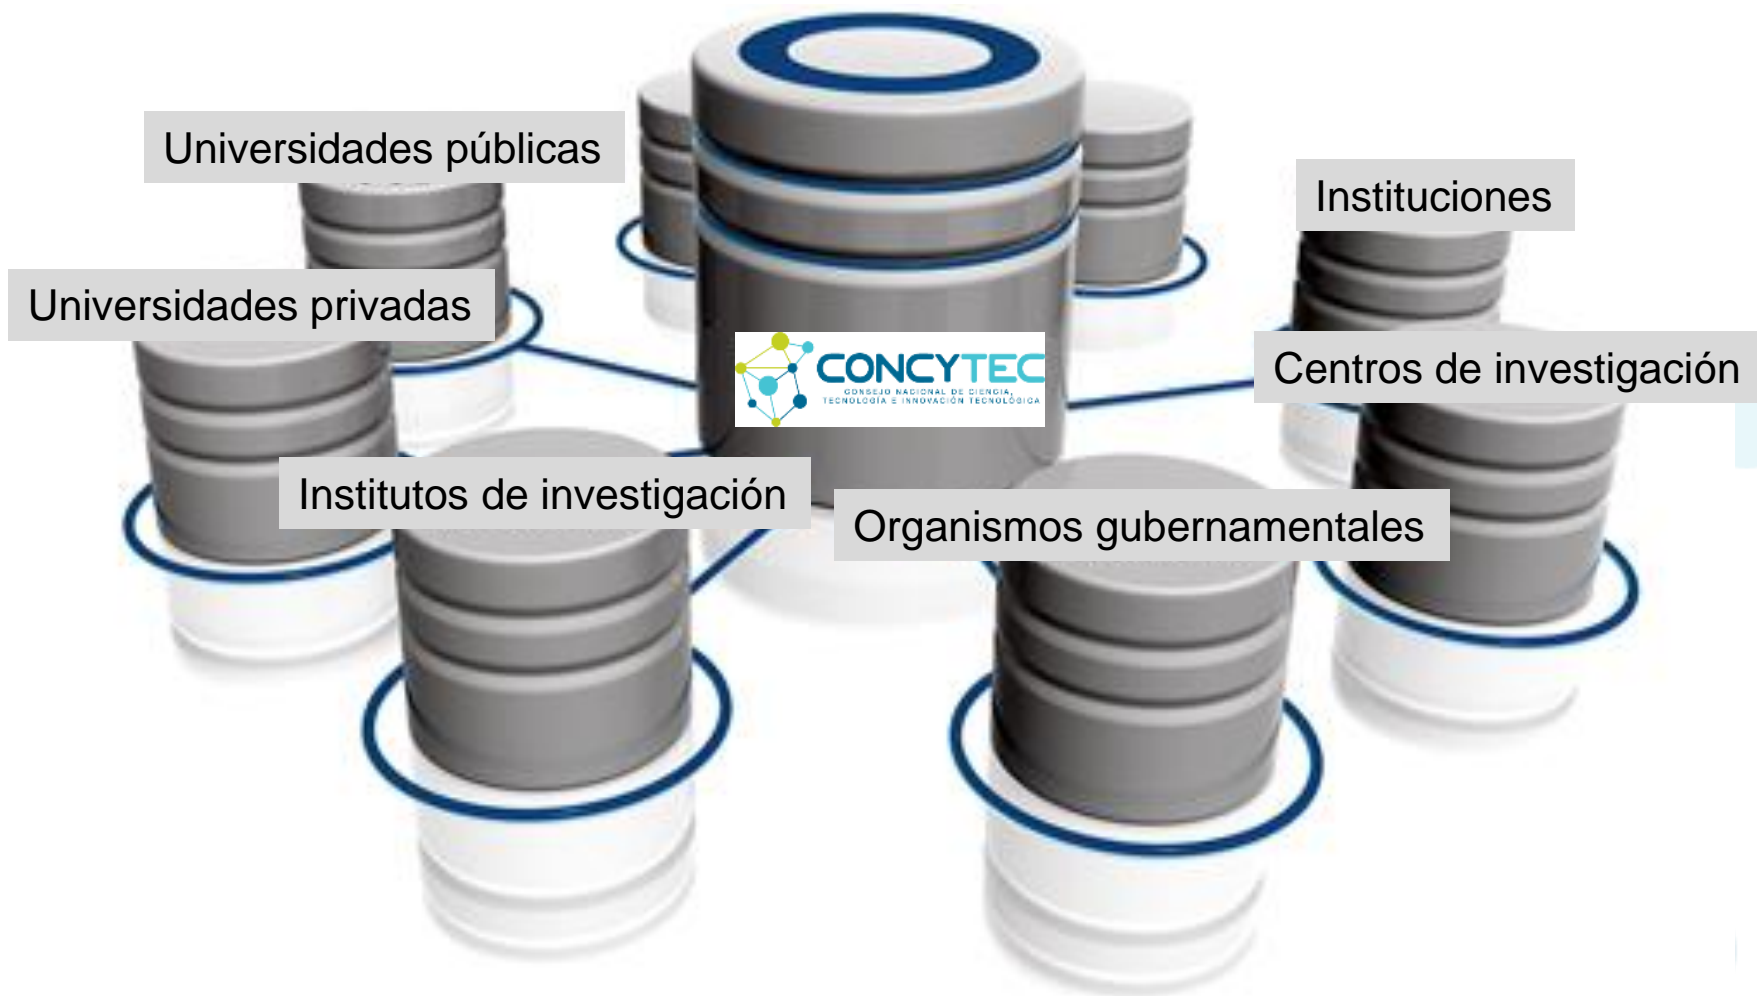 Universidades públicas
Instituciones
Universidades privadas
CONCYTEC
CONSEJO NACIONAL DE CIENCIA,
TECNOLOGÍA E INNOVACIÓN TECNOLÓGICA
Centros de investigación
Institutos de investigación
Organismos gubernamentales